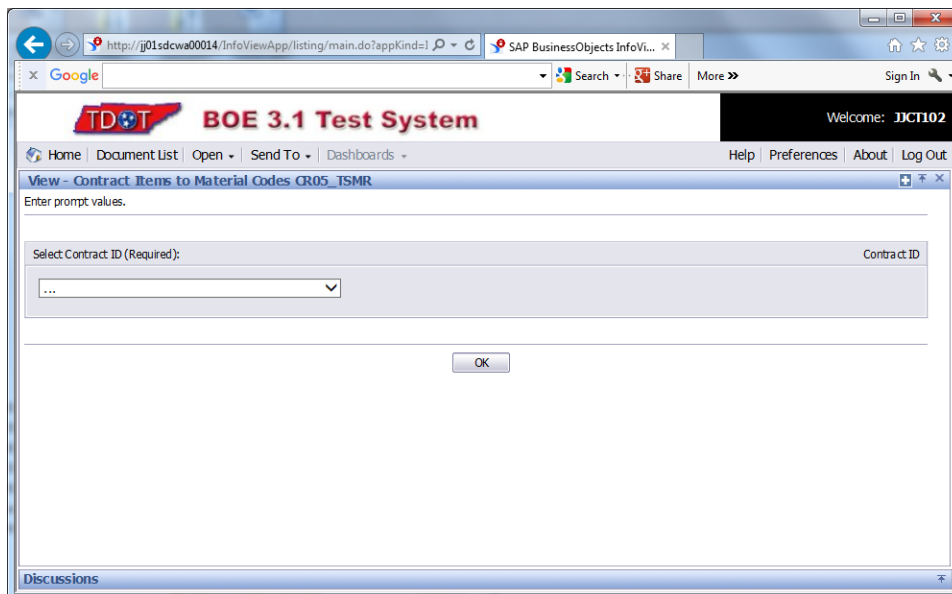 http://jj01sdcwa00014/InfoViewApp/listing/main.do?appKind=I
SAP BusinessObjects InfoVi...
x Google Search Share More » Sign In
TDOT BOE 3.1 Test System Welcome: JJCT102
Home Document List Open Send To Dashboards Help Preferences About Log Out
View - Contract Items to Material Codes CR05_TSMR
Enter prompt values.
Select Contract ID (Required): Contract ID
...
OK
Discussions